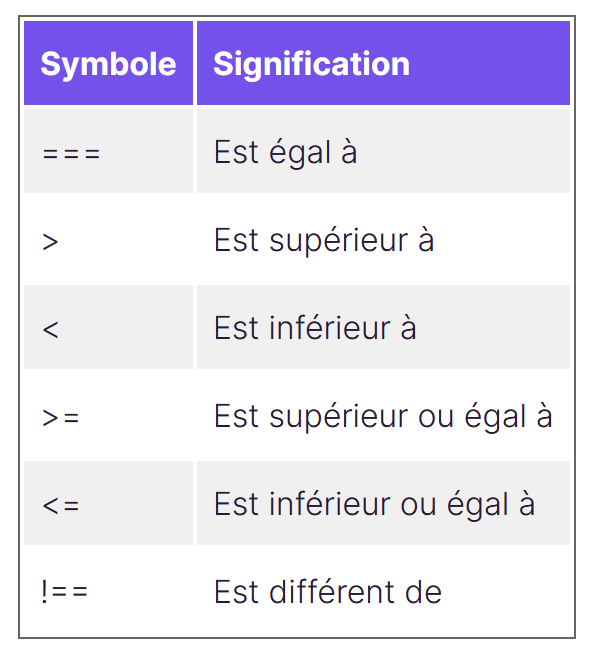 Symbole Signification
=== Est égal à
> Est supérieur à
< Est inférieur à
>= Est supérieur ou égal à
<= Est inférieur ou égal à
!== Est différent de